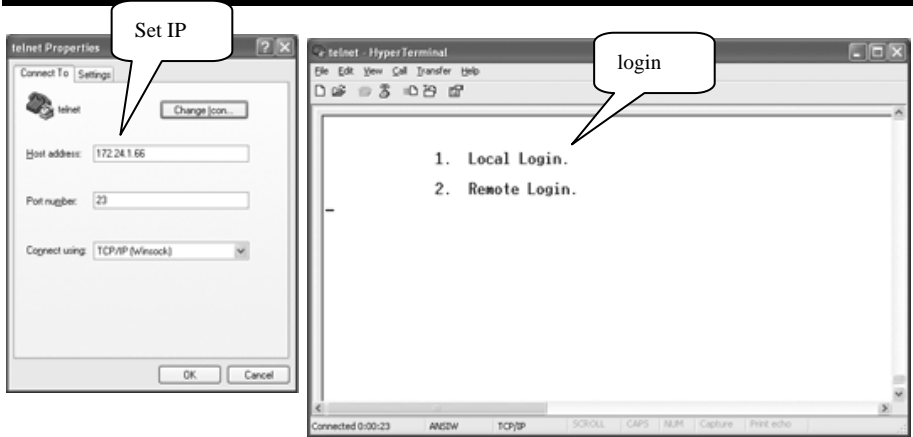 Set IP
telnet Properties
Connect To Settings
telnet
Change Icon...
Host address: 172.24.1.66
Port number: 23
Connect using: TCP/IP (Winsock)
OK Cancel
login
telnet - HyperTerminal
File Edit View Call Transfer Help
1. Local Login.
2. Remote Login.
Connected 0:00:23 ANSIW TCP/IP SCROLL CAPS NUM Capture Print echo